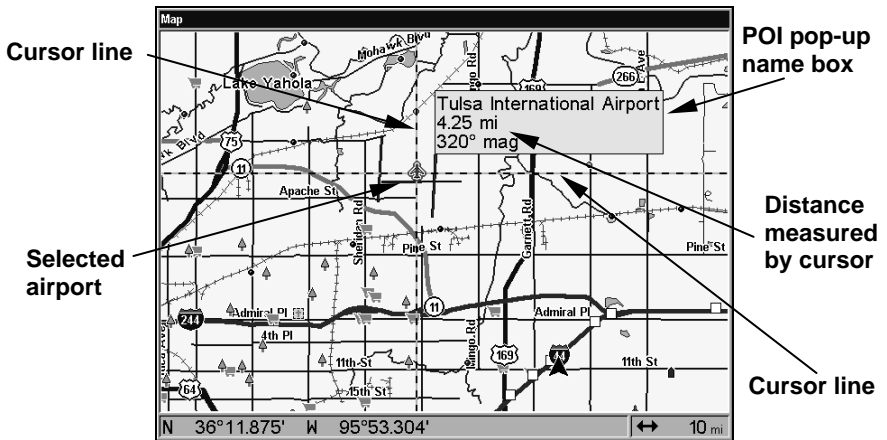 Map
Cursor line
POI pop-up
name box
Mohawk Blvd
Lake Yahola
266
169
Tulsa International Airport
4.25 mi
320° mag
75
11
Apache St
Sheridan Rd
Garnett Rd
Pine St
Pine St
Selected
airport
Distance
measured
by cursor
11
Admiral Pl
Admiral Pl
244
4th Pl
Mingo Rd
169
44
11th St
11th St
15th St
64
Cursor line
N 36°11.875' W 95°53.304'
10 mi